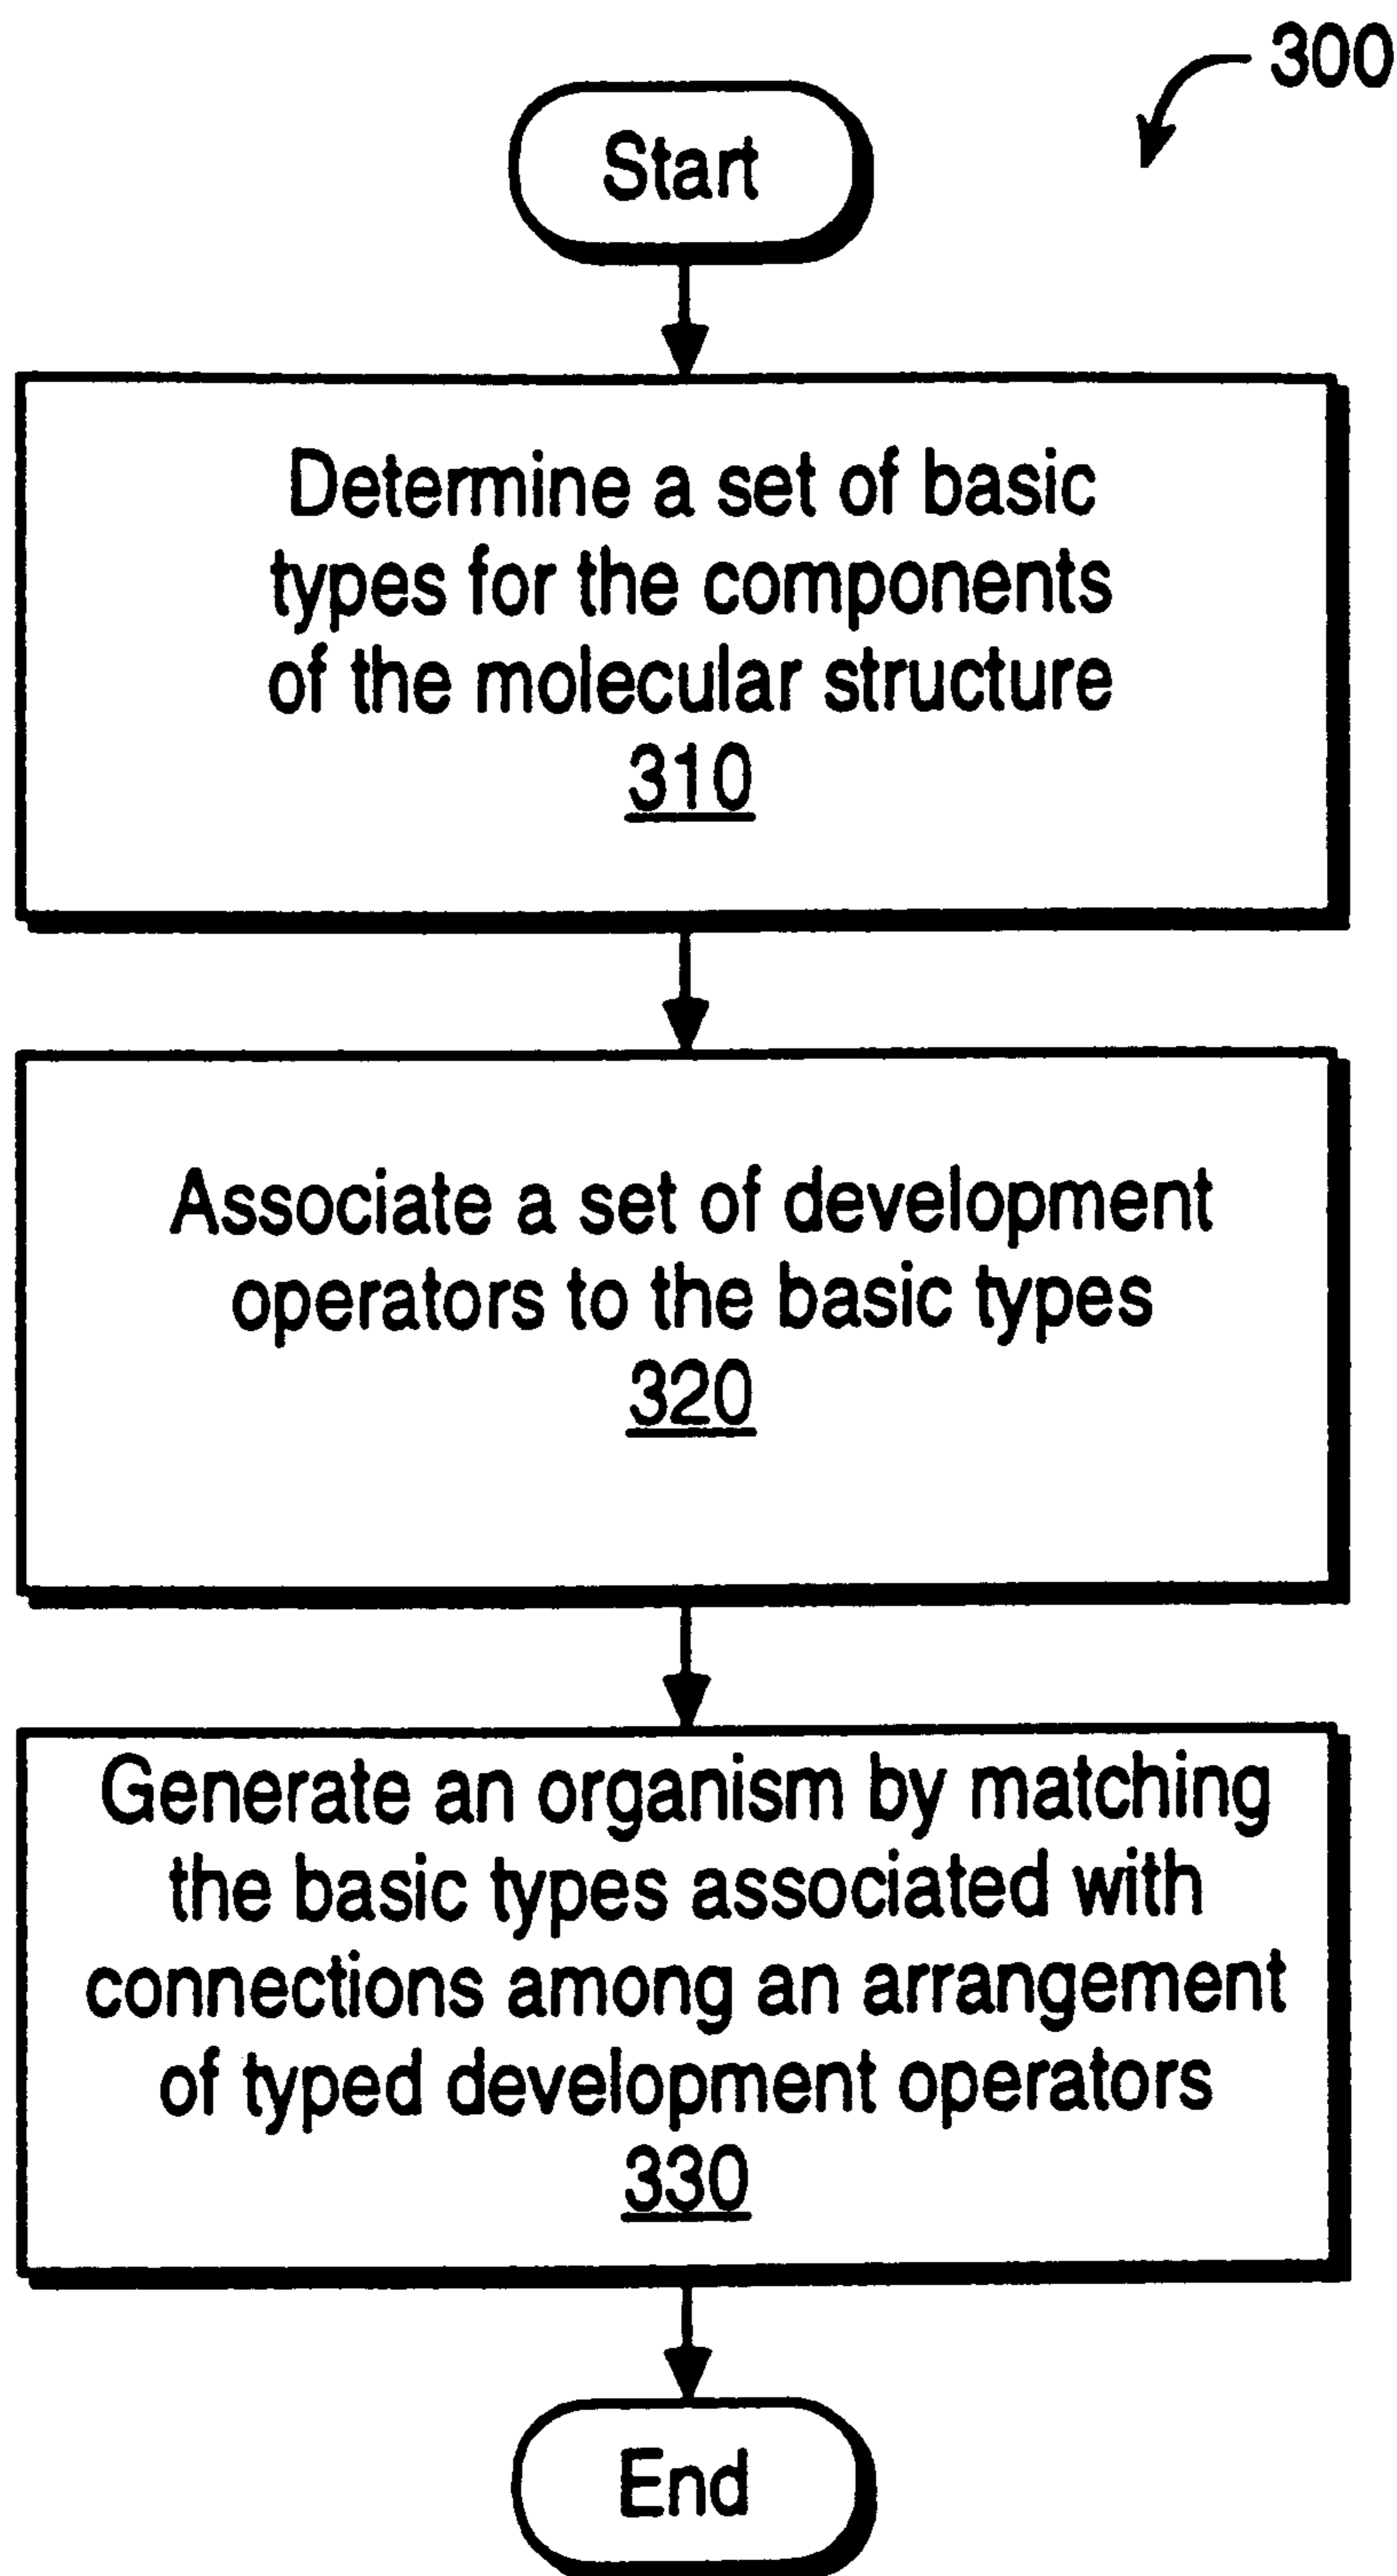 300
Start
Determine a set of basic
types for the components
of the molecular structure
310
Associate a set of development
operators to the basic types
320
Generate an organism by matching
the basic types associated with
connections among an arrangement
of typed development operators
330
End